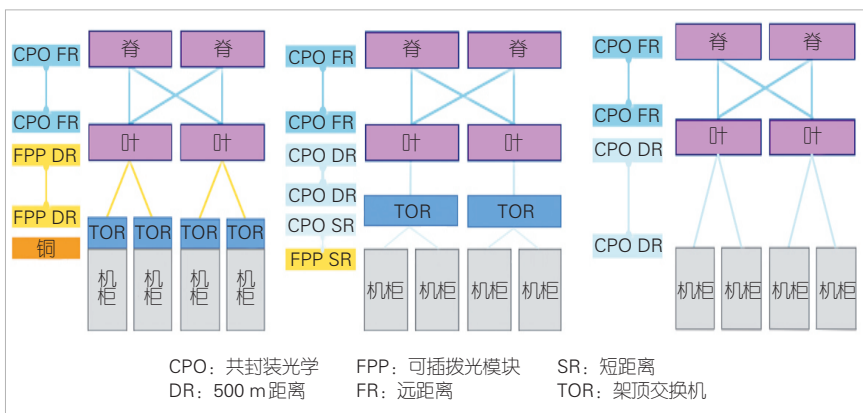 CPO FR
脊 脊
CPO FR
叶 叶
FPP DR
FPP DR
TOR TOR TOR TOR
铜
机柜 机柜 机柜 机柜
CPO FR
脊 脊
CPO FR
叶 叶
CPO DR
CPO DR
TOR TOR
CPO SR
FPP SR
机柜 机柜 机柜 机柜
CPO FR
脊 脊
CPO FR
叶 叶
CPO DR
CPO DR
机柜 机柜 机柜 机柜
CPO：共封装光学 FPP：可插拨光模块 SR：短距离
DR：500 m距离 FR：远距离 TOR：架顶交换机